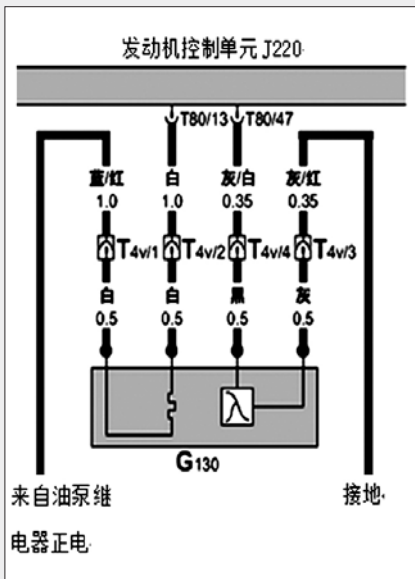 发动机控制单元 J220
T80/13 T80/47
蓝/红 白 灰/白 灰/红
1.0 1.0 0.35 0.35
T4v/1 T4v/2 T4v/4 T4v/3
白 白 黑 灰
0.5 0.5 0.5 0.5
G130
来自油泵继 接地
电器正电